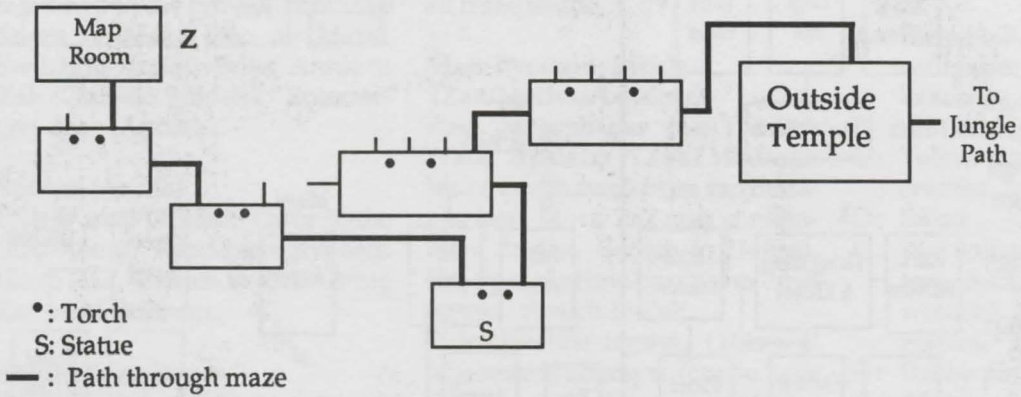 Map
Room
Z
Outside
Temple
To
Jungle
Path
S
•: Torch
S: Statue
— : Path through maze